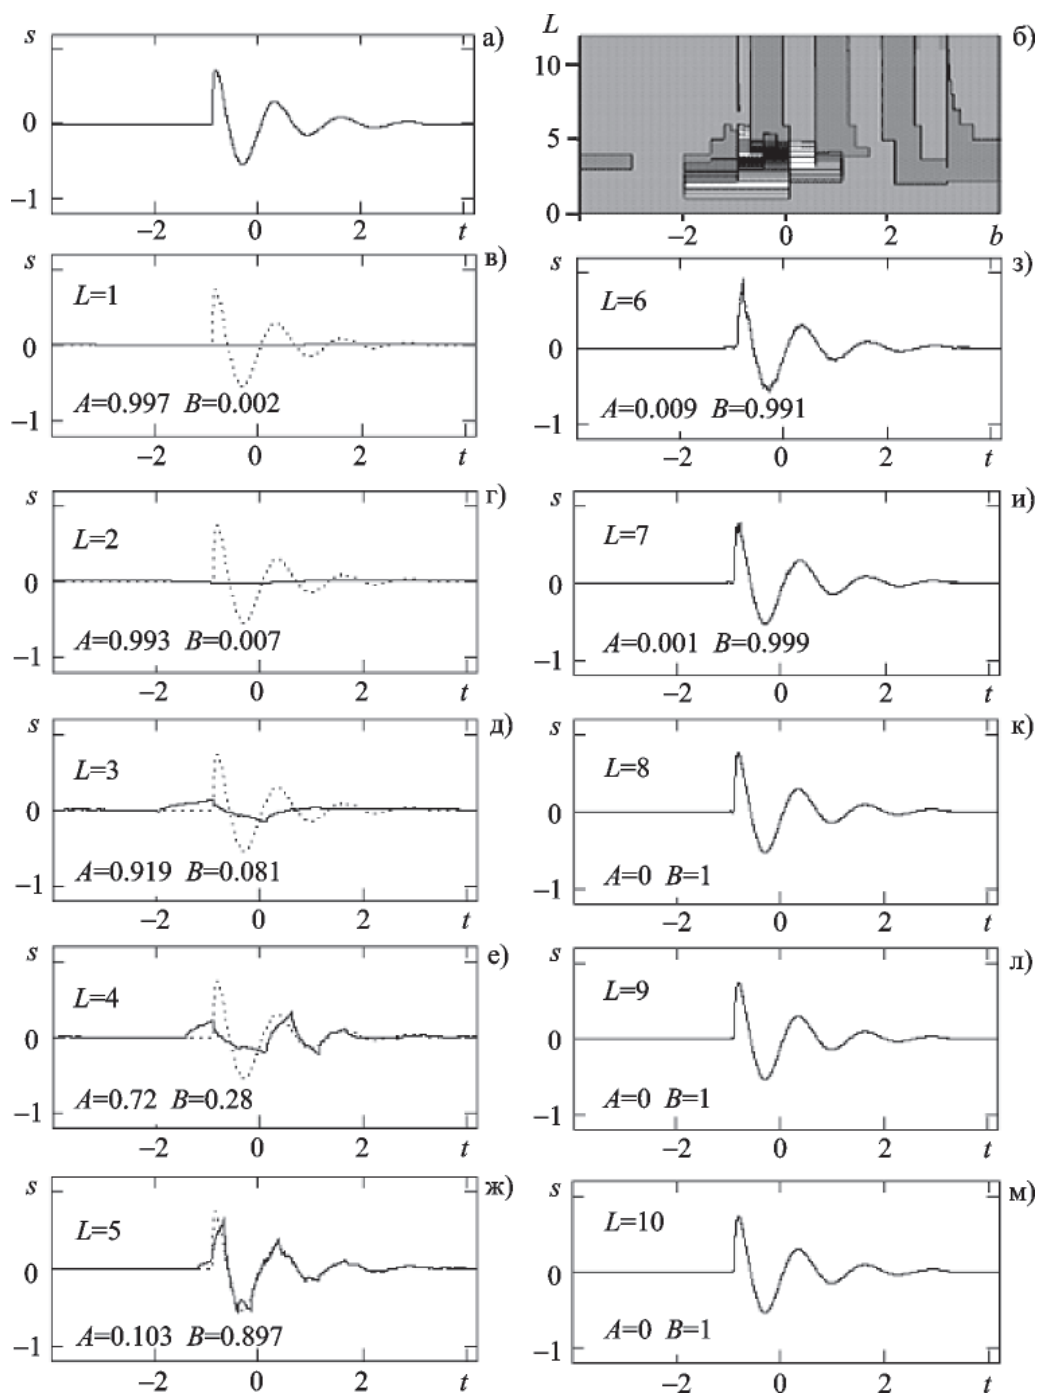 s
а)
0
−1
−2 0 2 t
L
б)
10
5
0
−2 0 2 b
s
в)
L=1
0
A=0.997 B=0.002
−1
−2 0 2 t
s
з)
L=6
0
A=0.009 B=0.991
−1
−2 0 2 t
s
г)
L=2
0
A=0.993 B=0.007
−1
−2 0 2 t
s
и)
L=7
0
A=0.001 B=0.999
−1
−2 0 2 t
s
д)
L=3
0
A=0.919 B=0.081
−1
−2 0 2 t
s
к)
L=8
0
A=0 B=1
−1
−2 0 2 t
s
е)
L=4
0
A=0.72 B=0.28
−1
−2 0 2 t
s
л)
L=9
0
A=0 B=1
−1
−2 0 2 t
s
ж)
L=5
0
A=0.103 B=0.897
−1
−2 0 2 t
s
м)
L=10
0
A=0 B=1
−1
−2 0 2 t